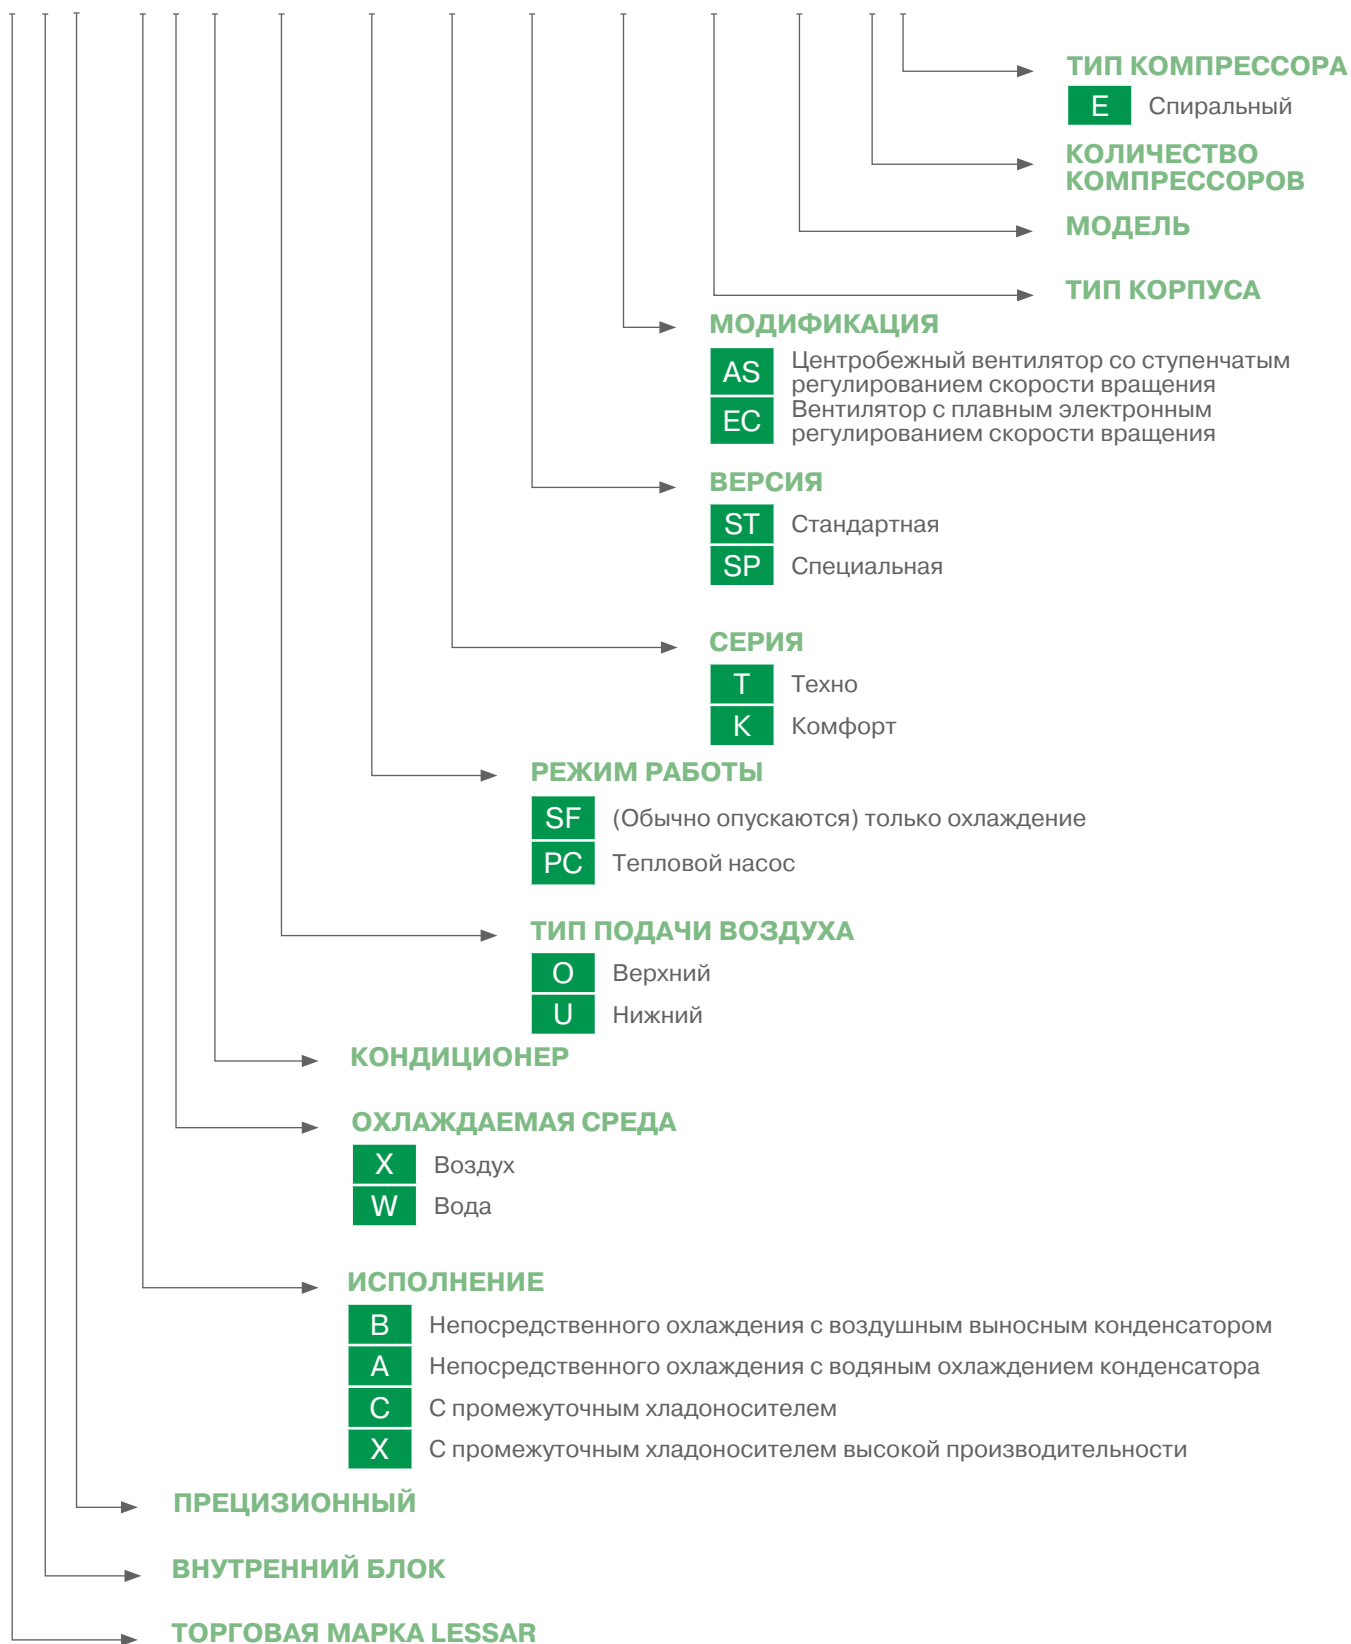 ТИП КОМПРЕССОРА
E Спиральный
КОЛИЧЕСТВО
КОМПРЕССОРОВ
МОДЕЛЬ
ТИП КОРПУСА
МОДИФИКАЦИЯ
AS Центробежный вентилятор со ступенчатым
регулированием скорости вращения
EC Вентилятор с плавным электронным
регулированием скорости вращения
ВЕРСИЯ
ST Стандартная
SP Специальная
СЕРИЯ
T Техно
K Комфорт
РЕЖИМ РАБОТЫ
SF (Обычно опускаются) только охлаждение
PC Тепловой насос
ТИП ПОДАЧИ ВОЗДУХА
O Верхний
U Нижний
КОНДИЦИОНЕР
ОХЛАЖДАЕМАЯ СРЕДА
X Воздух
W Вода
ИСПОЛНЕНИЕ
B Непосредственного охлаждения с воздушным выносным конденсатором
A Непосредственного охлаждения с водяным охлаждением конденсатора
C С промежуточным хладоносителем
X С промежуточным хладоносителем высокой производительности
ПРЕЦИЗИОННЫЙ
ВНУТРЕННИЙ БЛОК
ТОРГОВАЯ МАРКА LESSAR